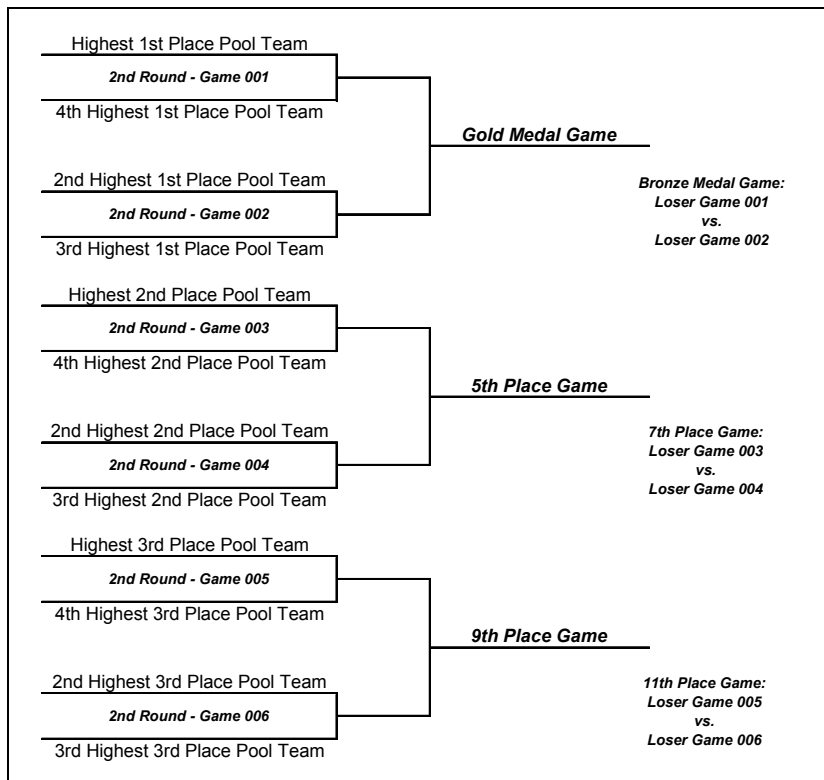 Highest 1st Place Pool Team
2nd Round - Game 001
4th Highest 1st Place Pool Team
Gold Medal Game
2nd Highest 1st Place Pool Team
2nd Round - Game 002
3rd Highest 1st Place Pool Team
Bronze Medal Game:
Loser Game 001
vs.
Loser Game 002
Highest 2nd Place Pool Team
2nd Round - Game 003
4th Highest 2nd Place Pool Team
5th Place Game
2nd Highest 2nd Place Pool Team
2nd Round - Game 004
3rd Highest 2nd Place Pool Team
7th Place Game:
Loser Game 003
vs.
Loser Game 004
Highest 3rd Place Pool Team
2nd Round - Game 005
4th Highest 3rd Place Pool Team
9th Place Game
2nd Highest 3rd Place Pool Team
2nd Round - Game 006
3rd Highest 3rd Place Pool Team
11th Place Game:
Loser Game 005
vs.
Loser Game 006